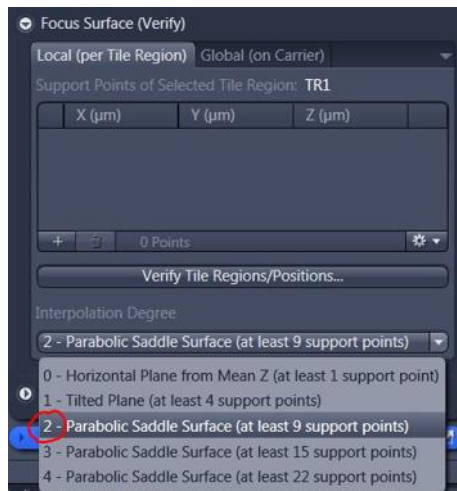 Focus Surface (Verify)
Local (per Tile Region) Global (on Carrier)
Support Points of Selected Tile Region: TR1
X (µm) Y (µm) Z (µm)
+ 0 Points
Verify Tile Regions/Positions...
Interpolation Degree
2 - Parabolic Saddle Surface (at least 9 support points)
0 - Horizontal Plane from Mean Z (at least 1 support point)
1 - Tilted Plane (at least 4 support points)
2 - Parabolic Saddle Surface (at least 9 support points)
3 - Parabolic Saddle Surface (at least 15 support points)
4 - Parabolic Saddle Surface (at least 22 support points)